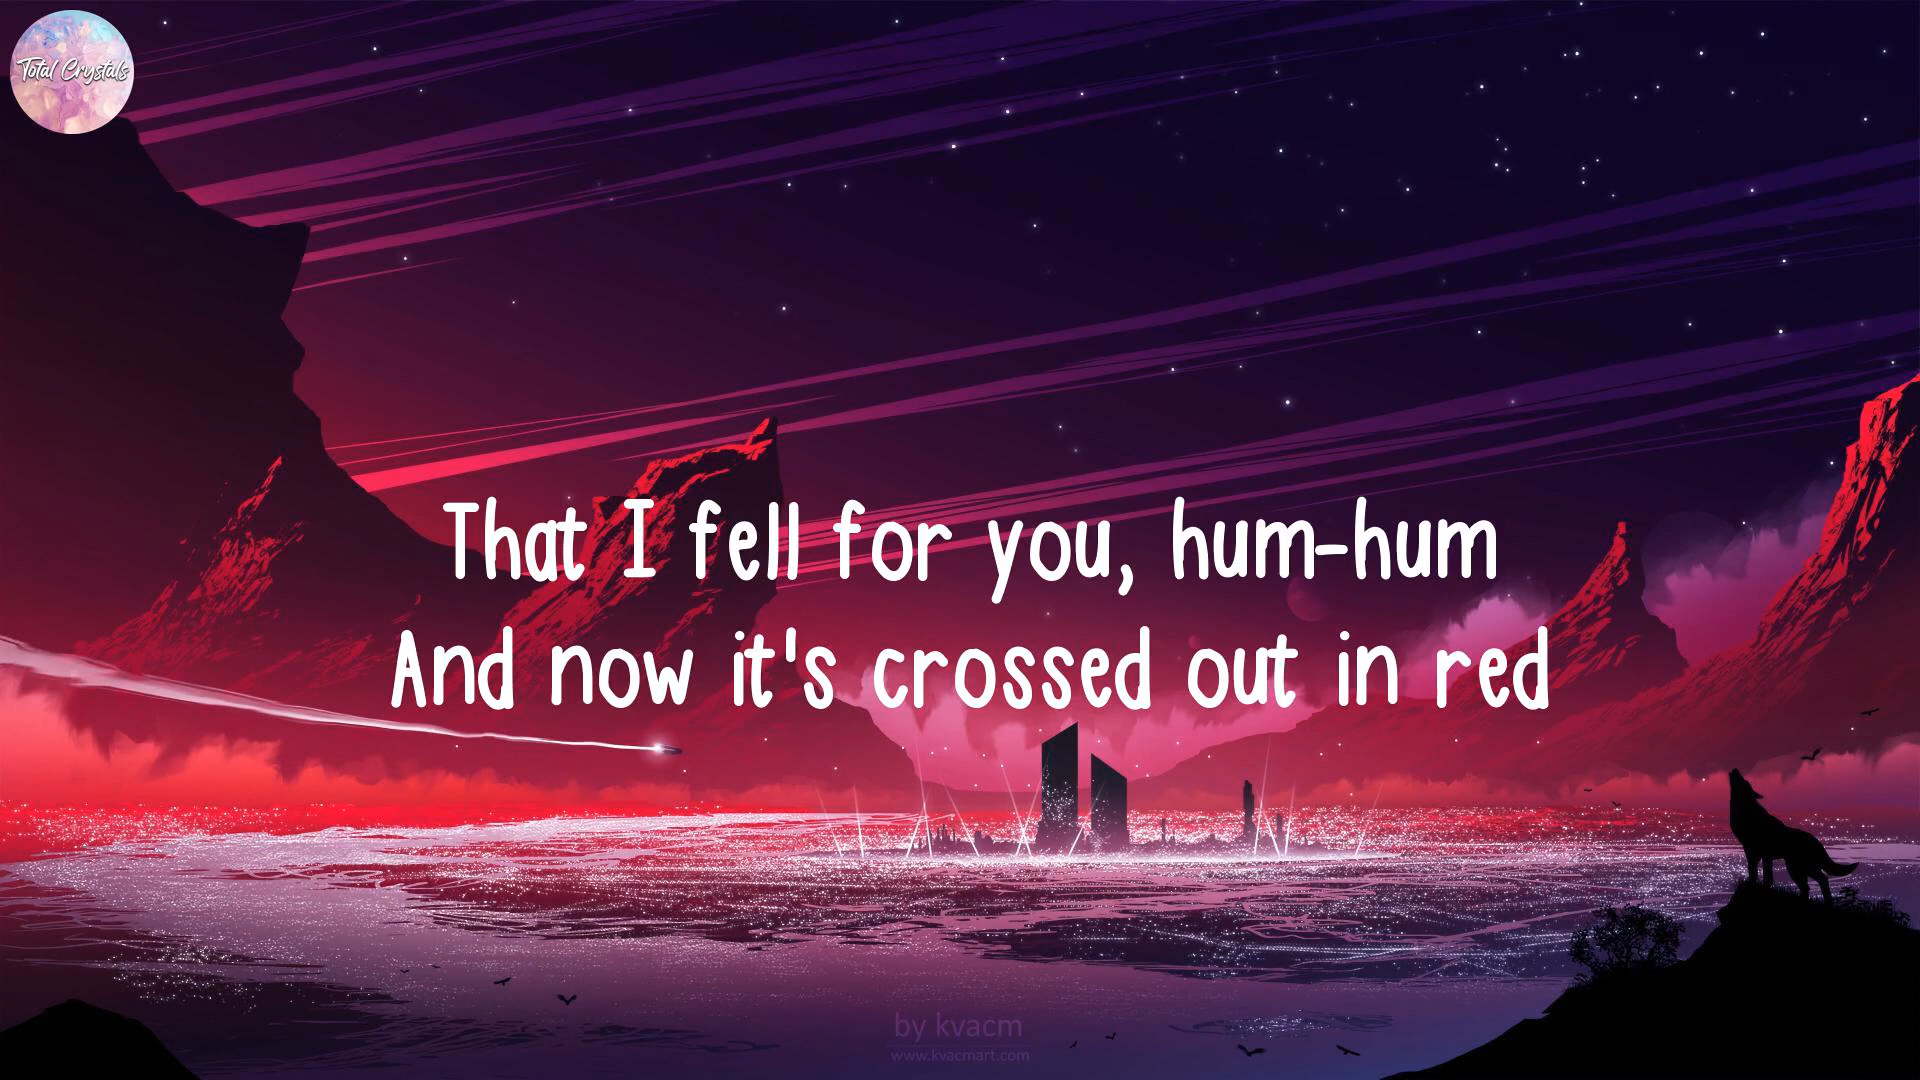 Total Crystals
That I fell for you, hum-hum
And now it's crossed out in red
by kvacm
www.kvacmart.com